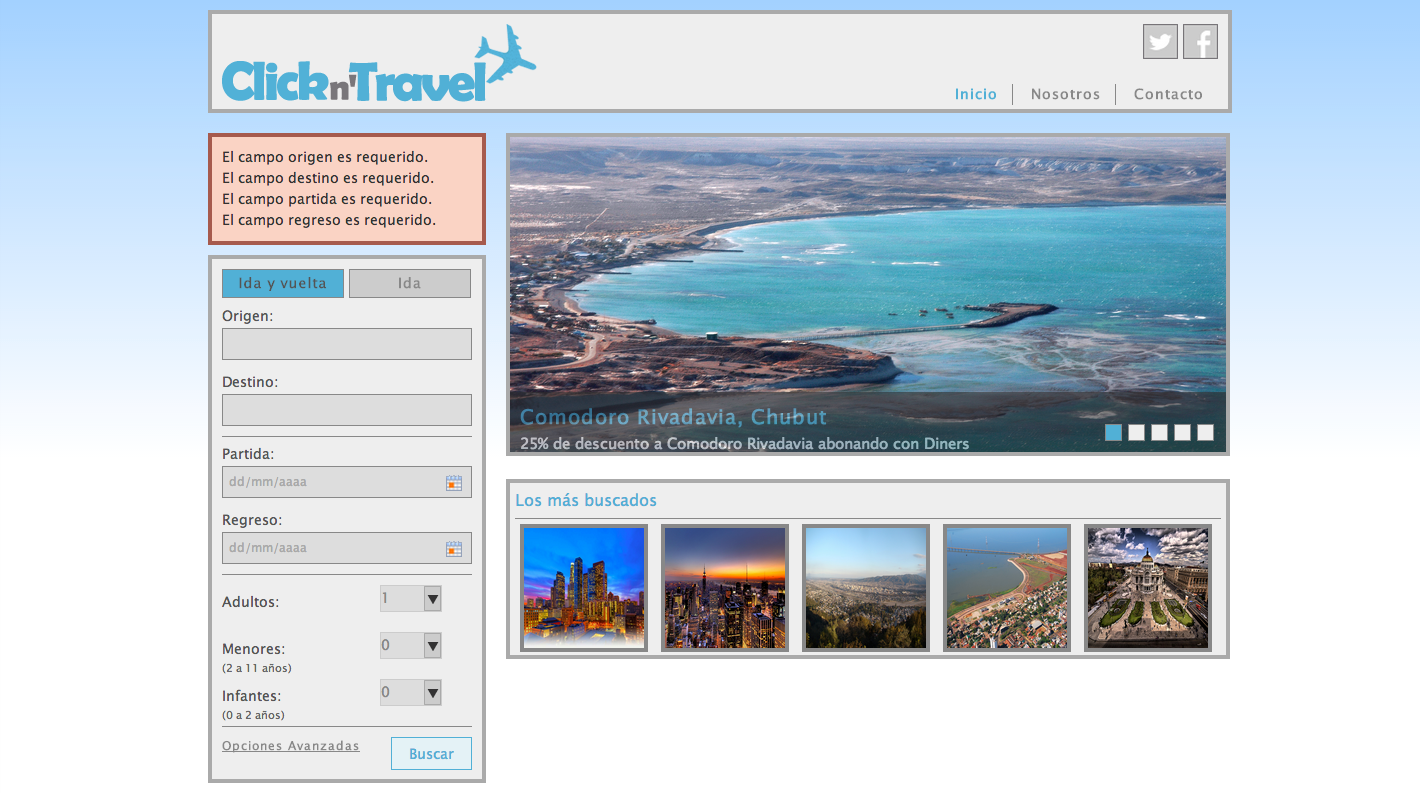 Click n' Travel
Inicio
Nosotros
Contacto
El campo origen es requerido.
El campo destino es requerido.
El campo partida es requerido.
El campo regreso es requerido.
Ida y vuelta
Ida
Origen:
Destino:
Partida:
dd/mm/aaaa
Regreso:
dd/mm/aaaa
Adultos:
1
Menores:
0
(2 a 11 años)
Infantes:
0
(0 a 2 años)
Opciones Avanzadas
Buscar
Comodoro Rivadavia, Chubut
25% de descuento a Comodoro Rivadavia abonando con Diners
Los más buscados